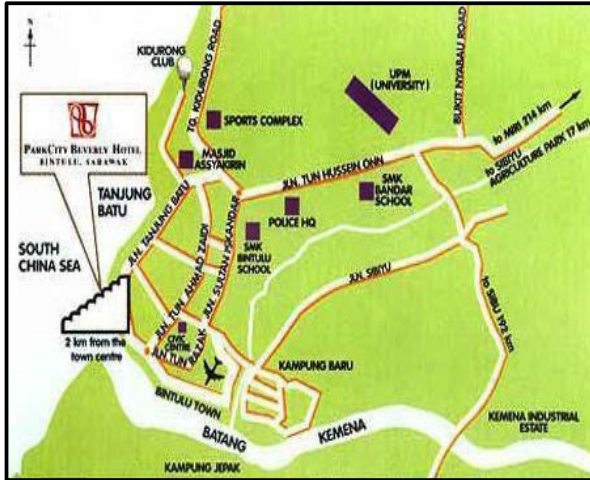 N
KIDURONG
CLUB
TG. KIDURONG ROAD
UPM
(UNIVERSITY)
BUKIT NYABAU ROAD
to MIRI 214 km
to SIBIYU
AGRICULTURE PARK 17 km
SPORTS COMPLEX
PARKCITY BEVERLY HOTEL
BINTULU, SARAWAK
MASJID
ASSYAKIRIN
JLN. TUN HUSSEIN ONN
TANJUNG
BATU
JLN. TANJUNG BATU
SMK
BANDAR
SCHOOL
POLICE HQ
SMK
BINTULU
SCHOOL
JLN. TUN AHMAD ZAIDI
JLN. SULTAN ISKANDAR
SOUTH
CHINA SEA
JLN. SIBIYU
to SIBU 192 km
2 km from the
town centre
CIVIC
CENTRE
JLN TUN RAZAK
KAMPUNG BARU
BINTULU TOWN
BATANG
KEMENA
KEMENA INDUSTRIAL
ESTATE
KAMPUNG JEPAK